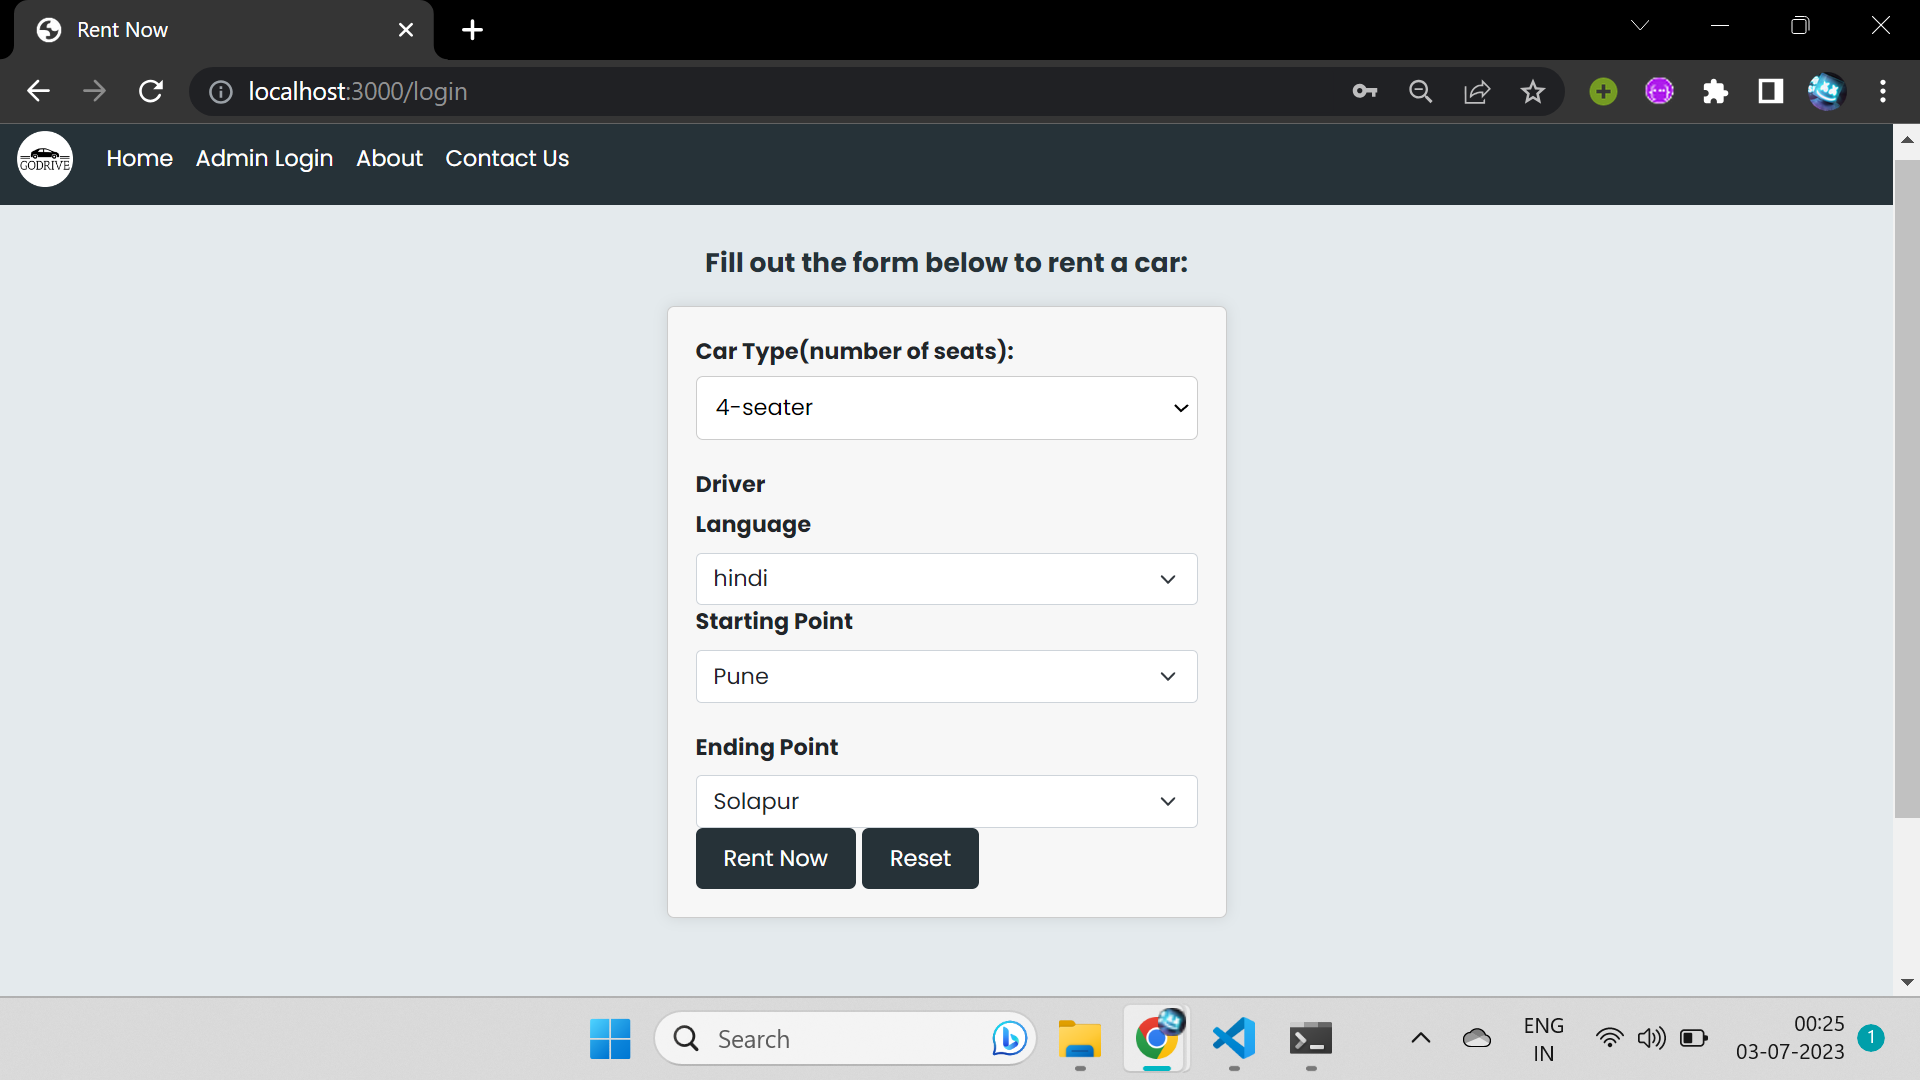 Rent Now
localhost:3000/login
GODRIVE
Home Admin Login About Contact Us
Fill out the form below to rent a car:
Car Type(number of seats):
4-seater
Driver
Language
hindi
Starting Point
Pune
Ending Point
Solapur
Rent Now Reset
Search
ENG
IN
00:25
03-07-2023
1